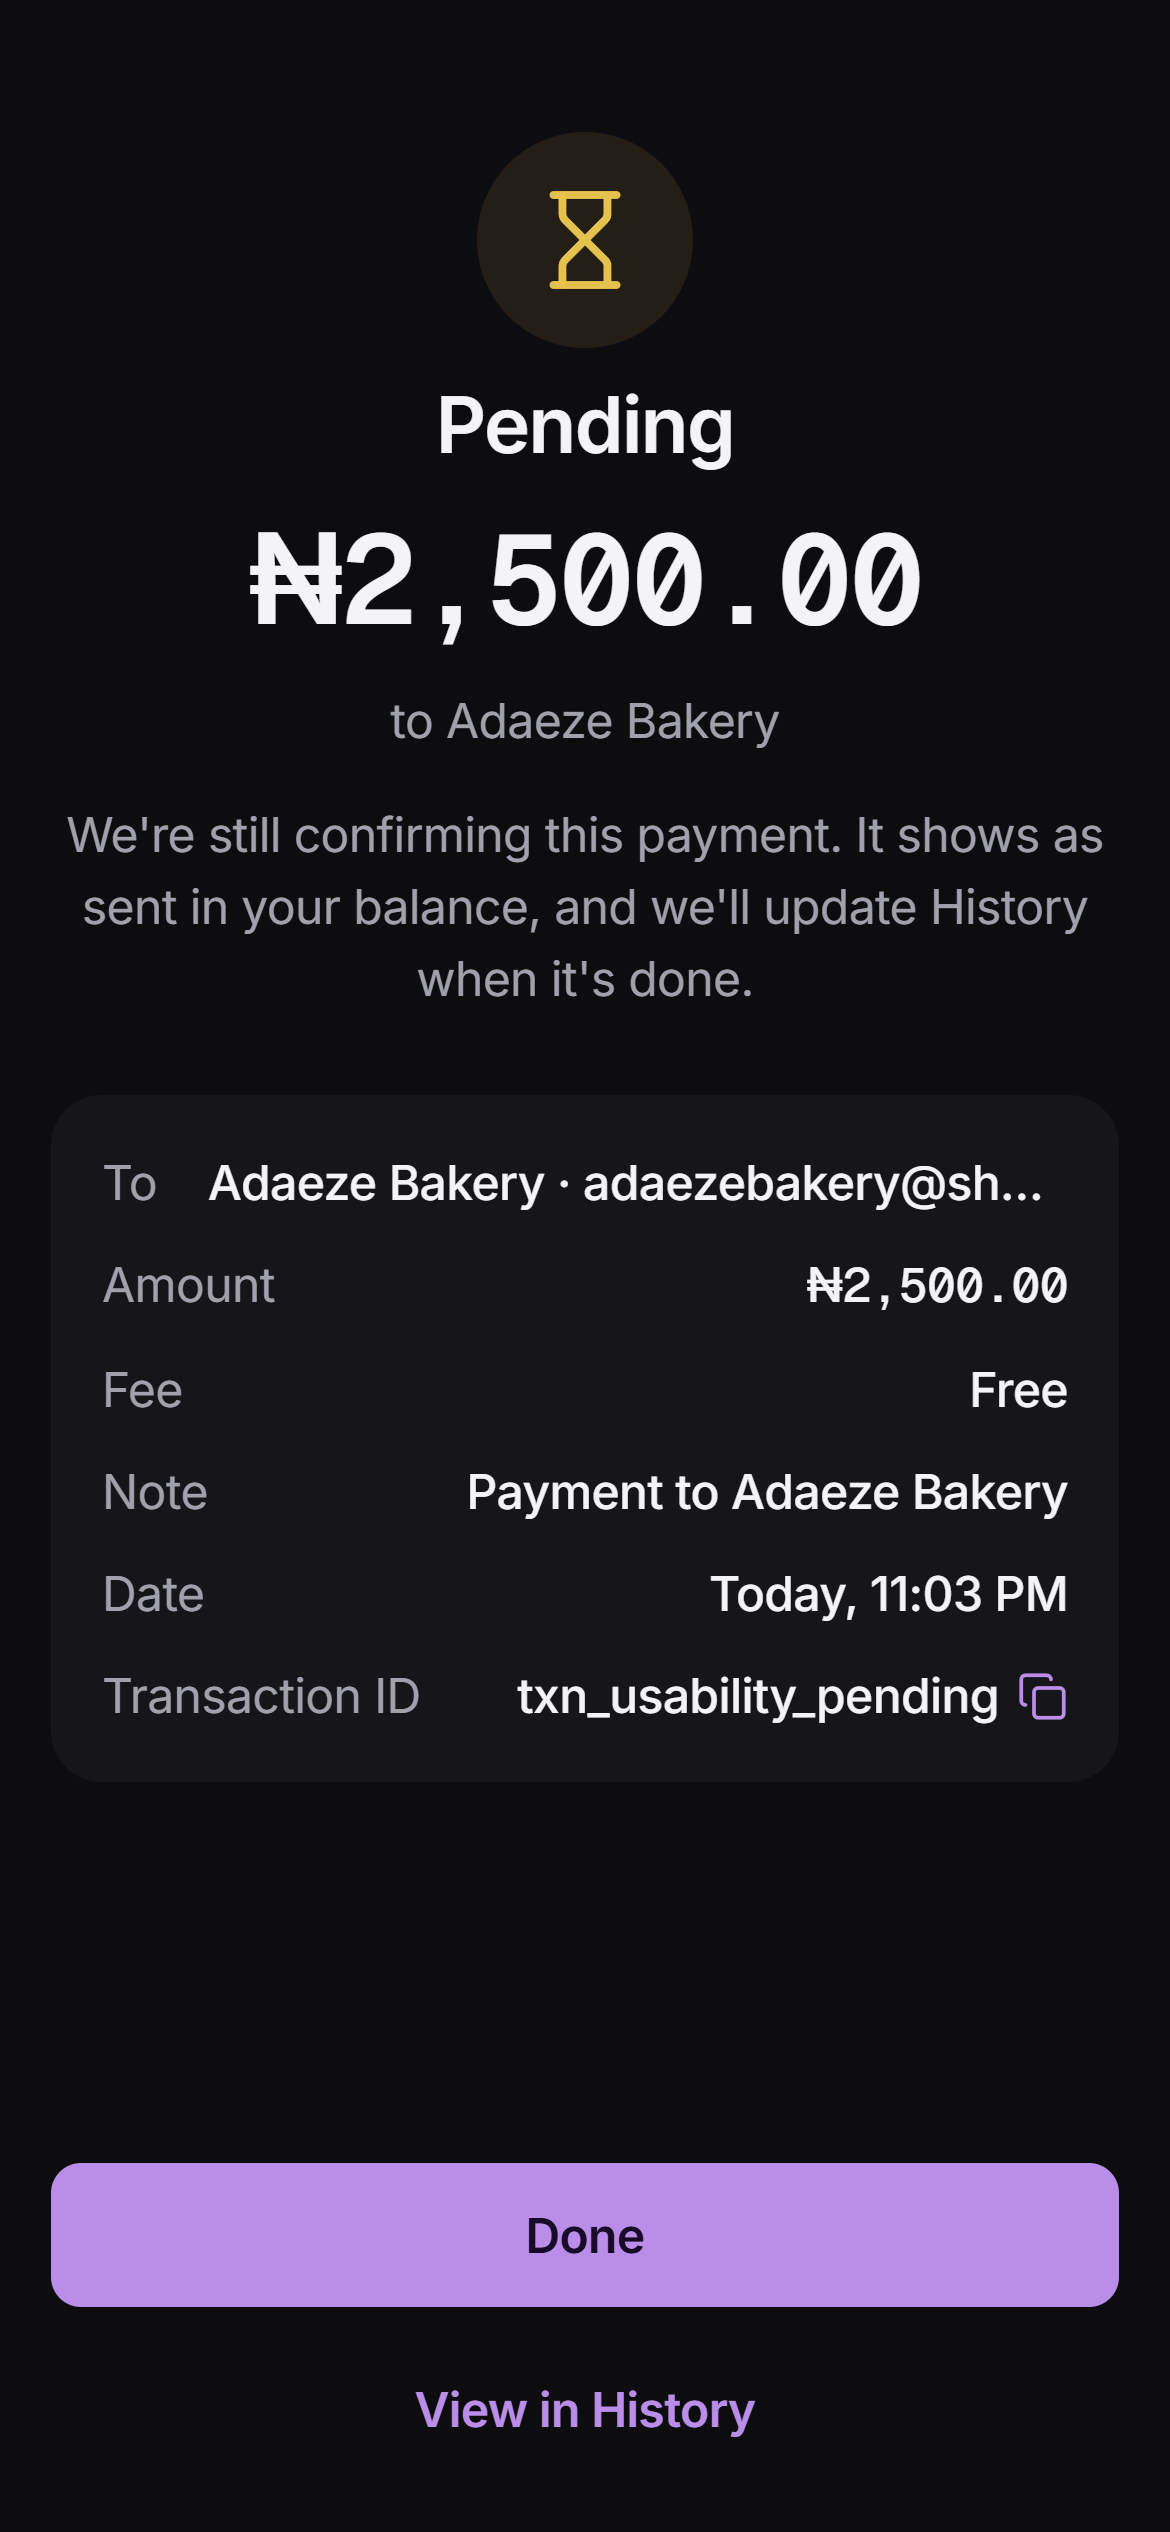 Pending
₦2,500.00
to Adaeze Bakery
We're still confirming this payment. It shows as
sent in your balance, and we'll update History
when it's done.
To Adaeze Bakery · adaezebakery@sh...
Amount ₦2,500.00
Fee Free
Note Payment to Adaeze Bakery
Date Today, 11:03 PM
Transaction ID txn_usability_pending
Done
View in History